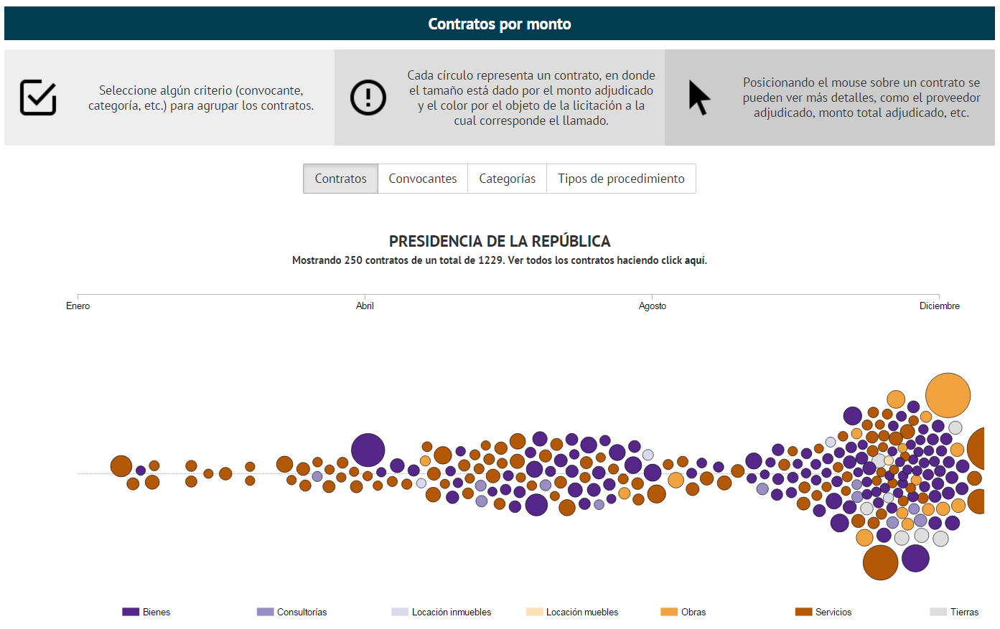 Contratos por monto
Seleccione algún criterio (convocante,
categoría, etc.) para agrupar los contratos.
Cada círculo representa un contrato, en donde
el tamaño está dado por el monto adjudicado
y el color por el objeto de la licitación a la
cual corresponde el llamado.
Posicionando el mouse sobre un contrato se
pueden ver más detalles, como el proveedor
adjudicado, monto total adjudicado, etc.
Contratos Convocantes Categorías Tipos de procedimiento
PRESIDENCIA DE LA REPÚBLICA
Mostrando 250 contratos de un total de 1229. Ver todos los contratos haciendo click aquí.
Enero Abril Agosto Diciembre
Bienes Consultorías Locación inmuebles Locación muebles Obras Servicios Tierras